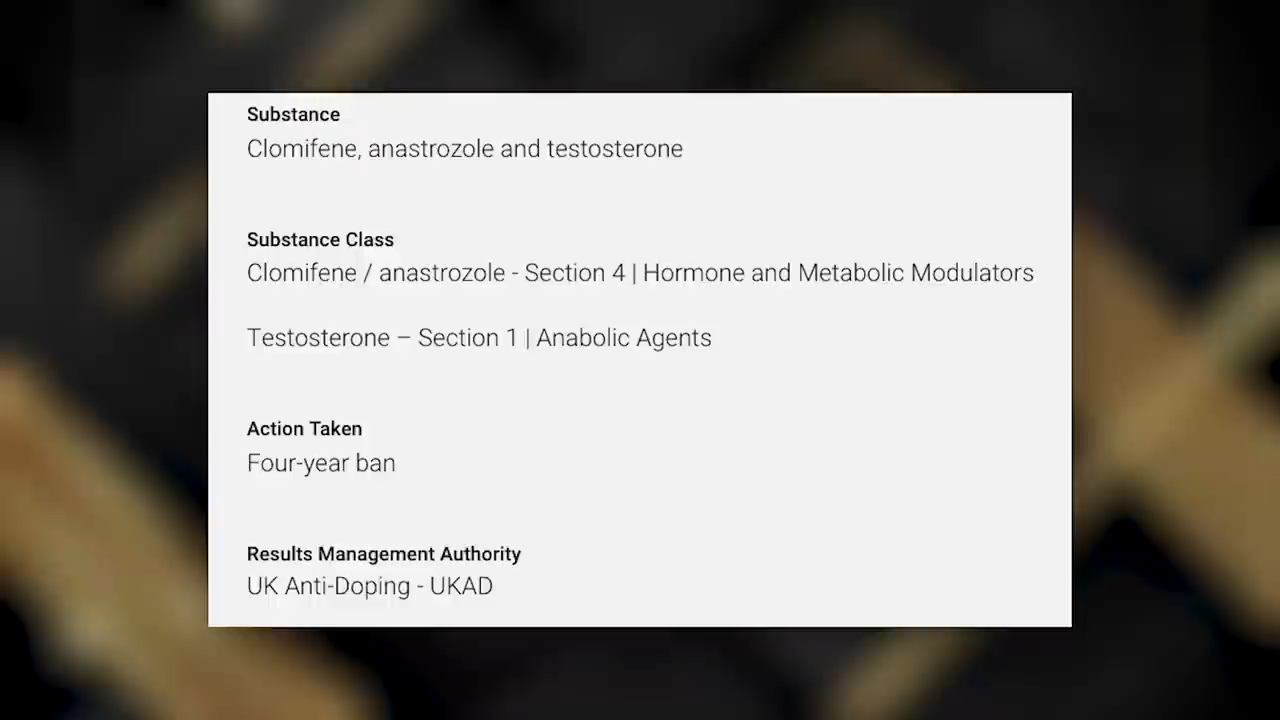 Substance
Clomifene, anastrozole and testosterone
Substance Class
Clomifene / anastrozole - Section 4 | Hormone and Metabolic Modulators
Testosterone – Section 1 | Anabolic Agents
Action Taken
Four-year ban
Results Management Authority
UK Anti-Doping - UKAD